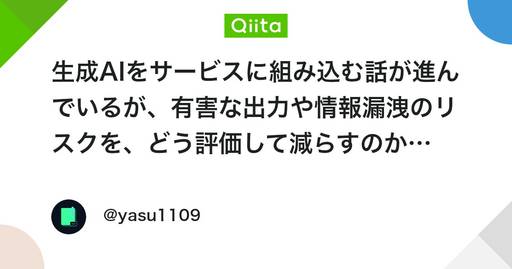 Qiita
生成AIをサービスに組み込む話が進ん
でいるが、有害な出力や情報漏洩のリ
スクを、どう評価して減らすのか…
@yasu1109